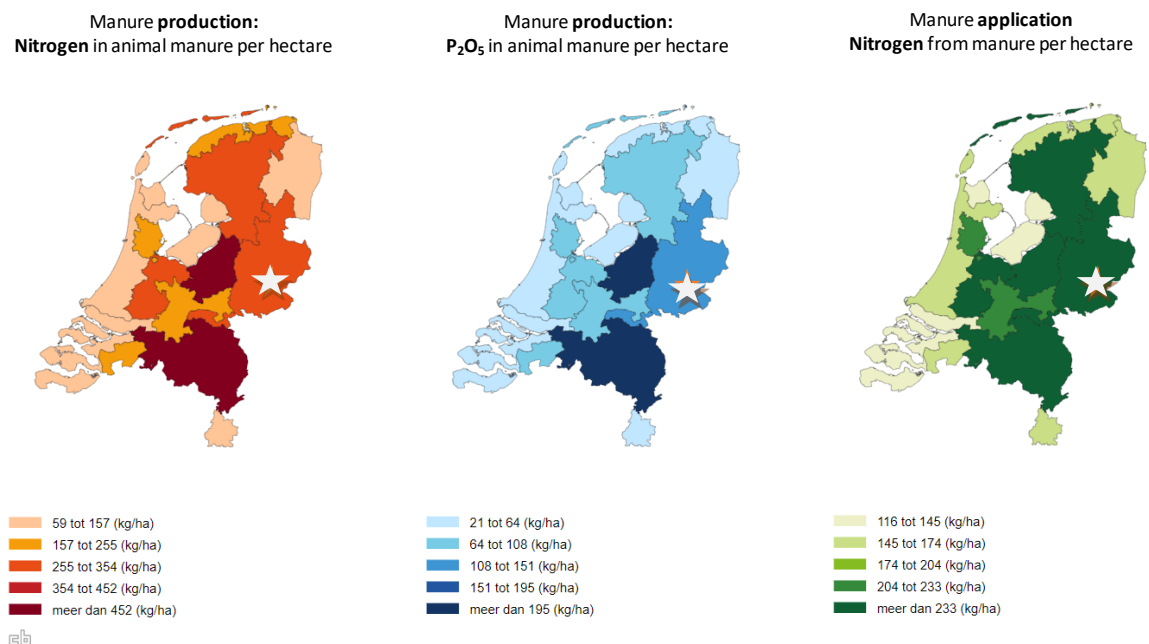 Manure production:
Nitrogen in animal manure per hectare
Manure production:
P₂O₅ in animal manure per hectare
Manure application
Nitrogen from manure per hectare
59 tot 157 (kg/ha)
157 tot 255 (kg/ha)
255 tot 354 (kg/ha)
354 tot 452 (kg/ha)
meer dan 452 (kg/ha)
21 tot 64 (kg/ha)
64 tot 108 (kg/ha)
108 tot 151 (kg/ha)
151 tot 195 (kg/ha)
meer dan 195 (kg/ha)
116 tot 145 (kg/ha)
145 tot 174 (kg/ha)
174 tot 204 (kg/ha)
204 tot 233 (kg/ha)
meer dan 233 (kg/ha)